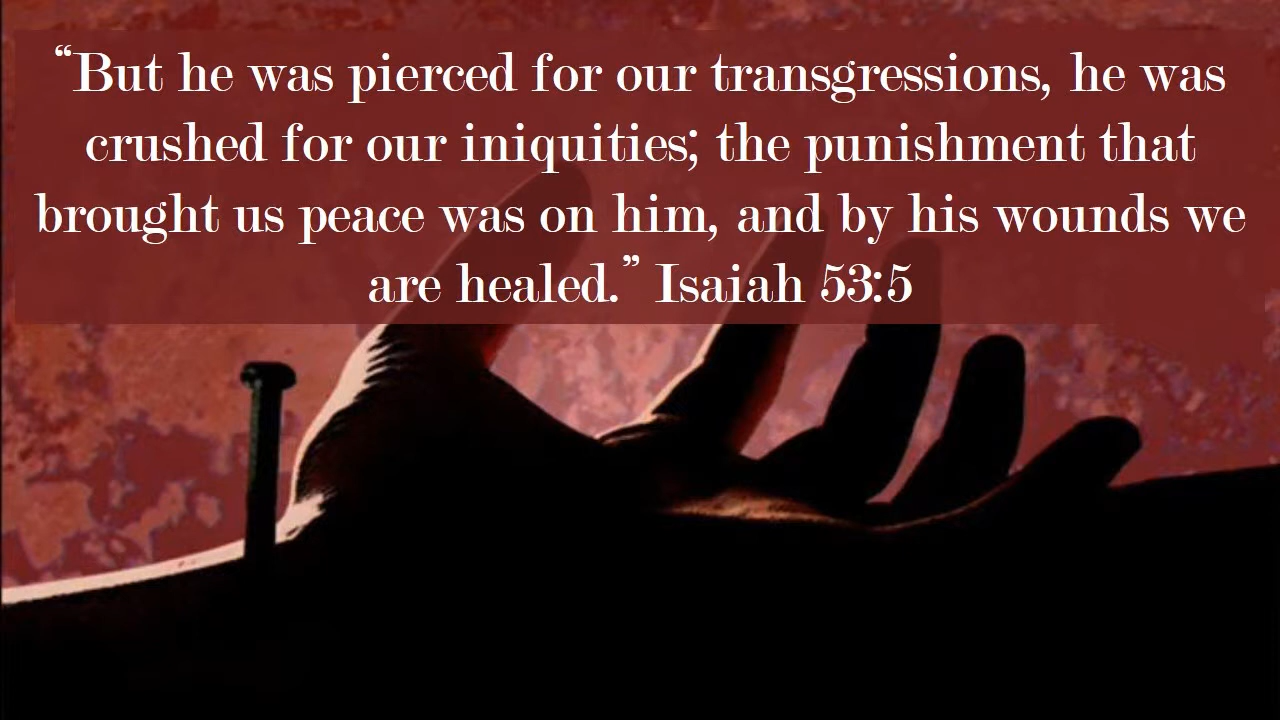 “But he was pierced for our transgressions, he was
crushed for our iniquities; the punishment that
brought us peace was on him, and by his wounds we
are healed.” Isaiah 53:5